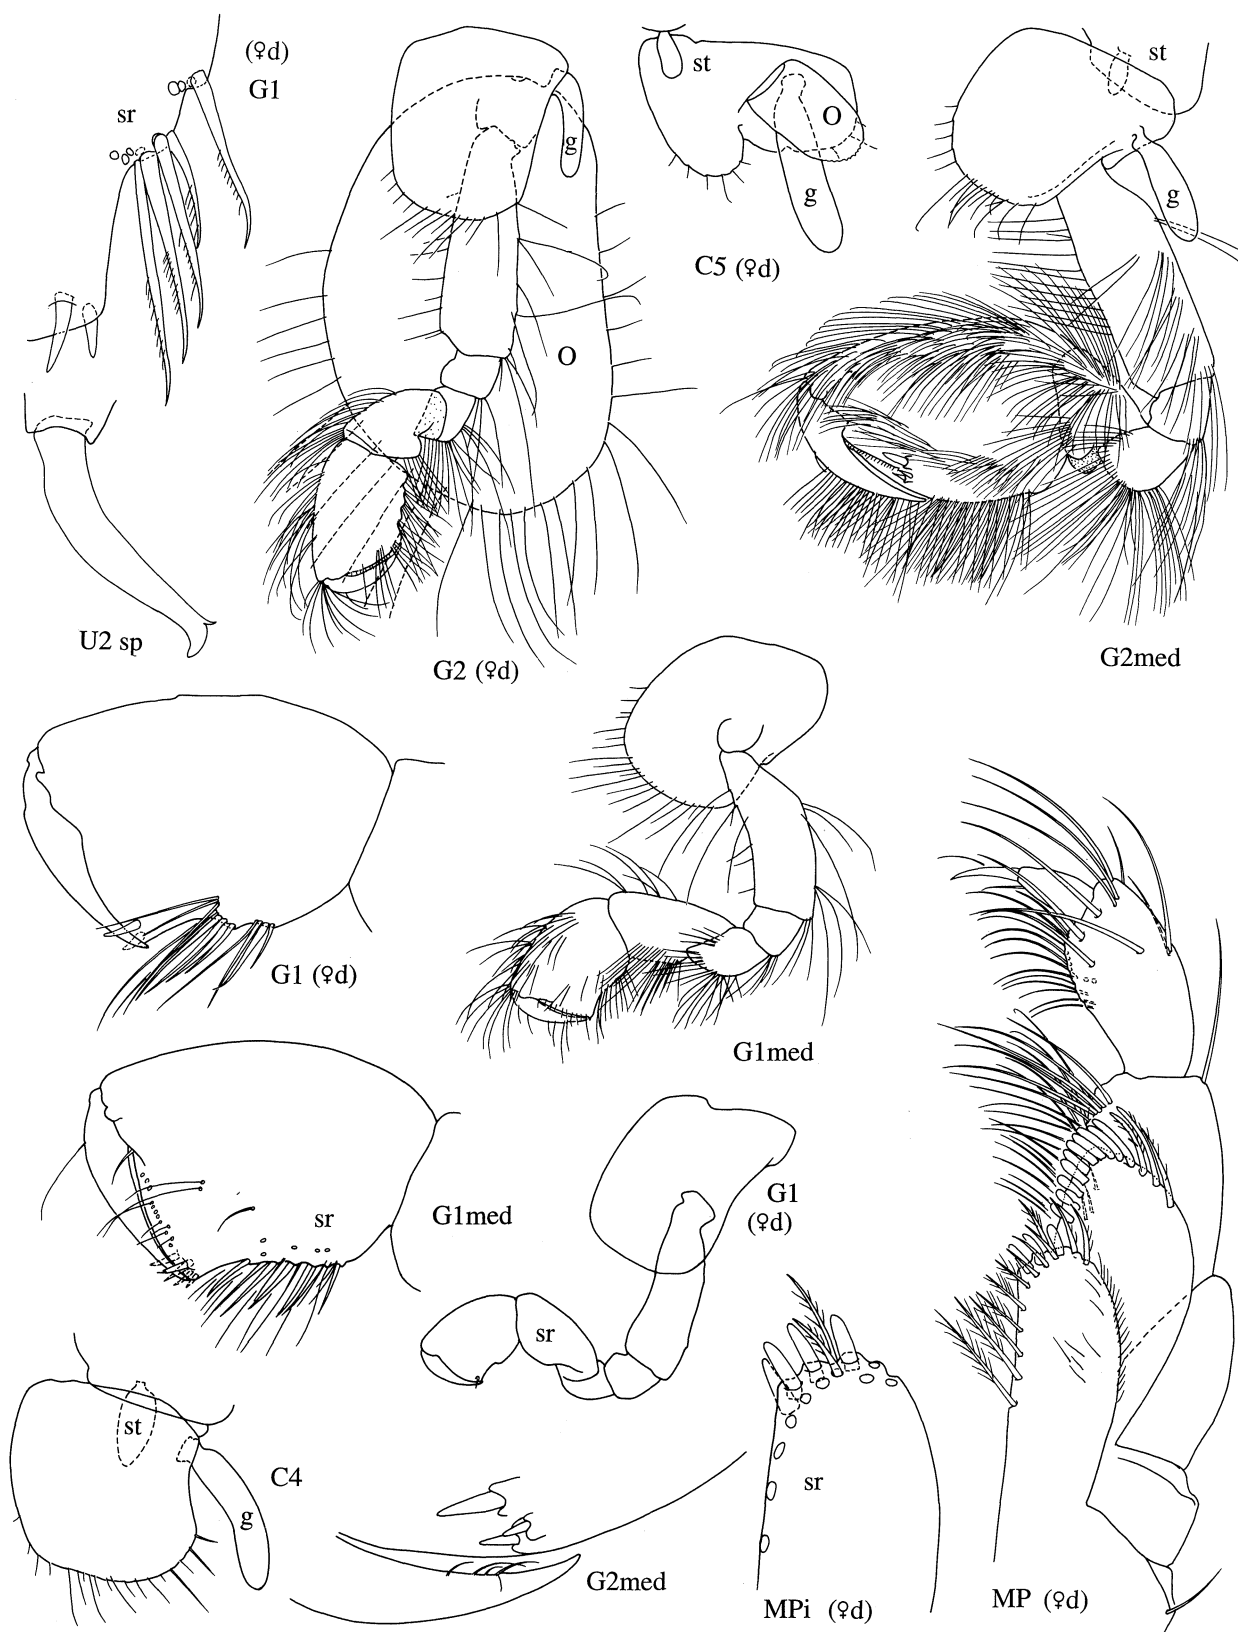 (♀d)
G1
sr
g
O
G2 (♀d)
st
O
g
C5 (♀d)
st
g
G2med
U2 sp
G1 (♀d)
G1med
sr
G1med
G1
(♀d)
sr
st
g
C4
G2med
sr
MPi (♀d)
MP (♀d)